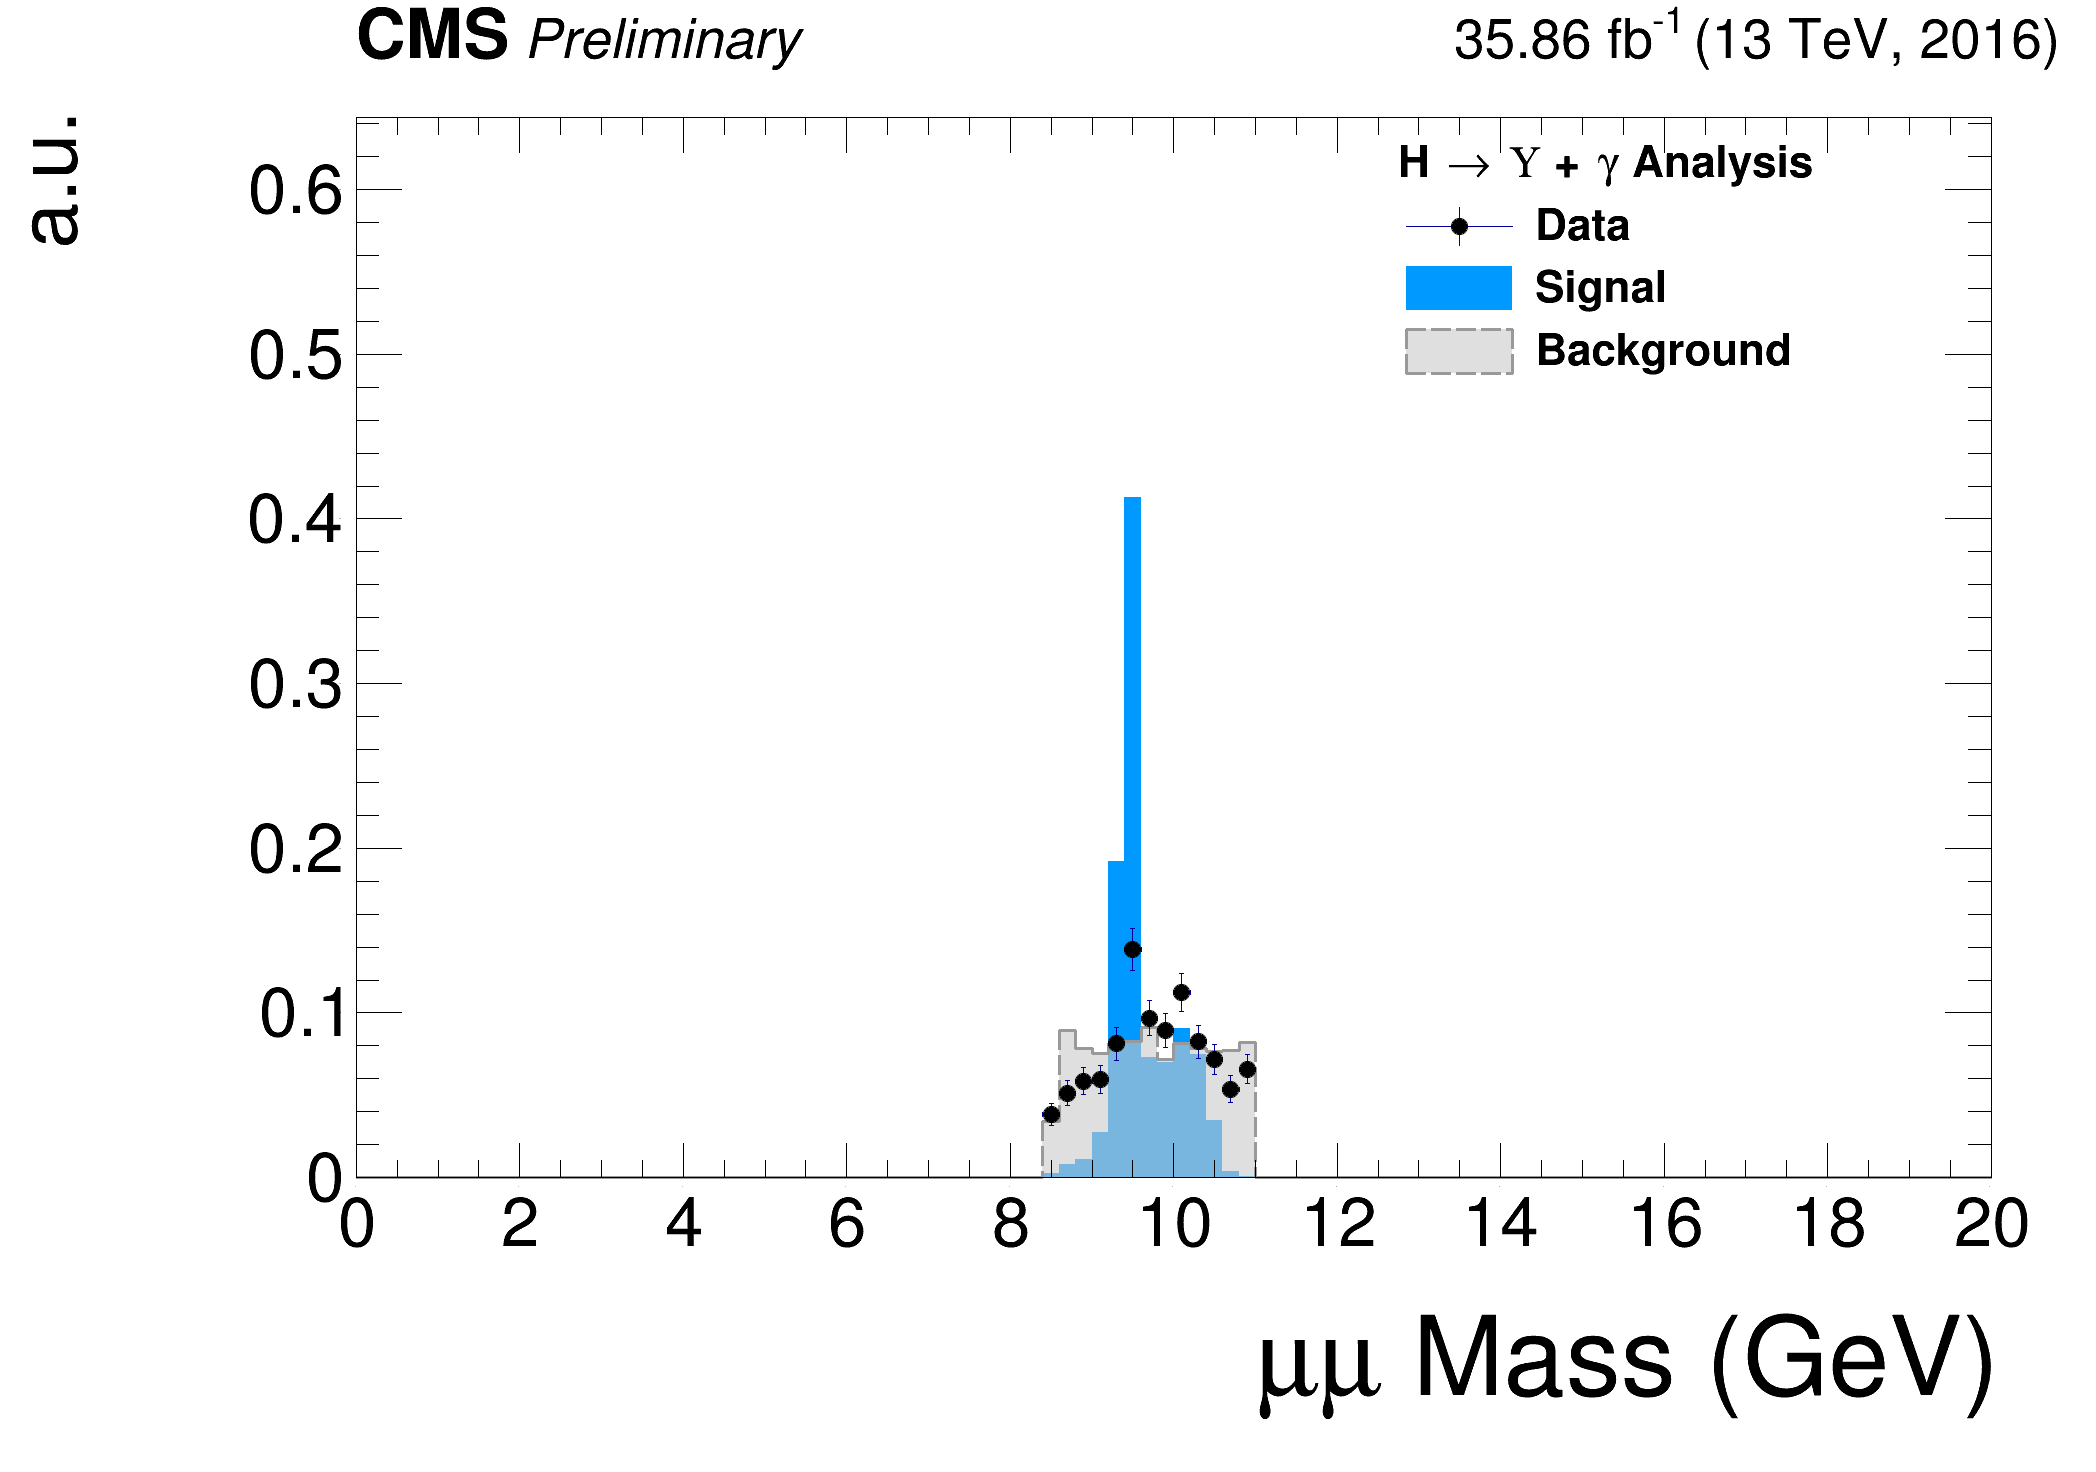 CMS Preliminary 35.86 fb⁻¹ (13 TeV, 2016)
a.u.
H → ϒ + γ Analysis
Data
Signal
Background
0.6
0.5
0.4
0.3
0.2
0.1
0
0 2 4 6 8 10 12 14 16 18 20
μμ Mass (GeV)